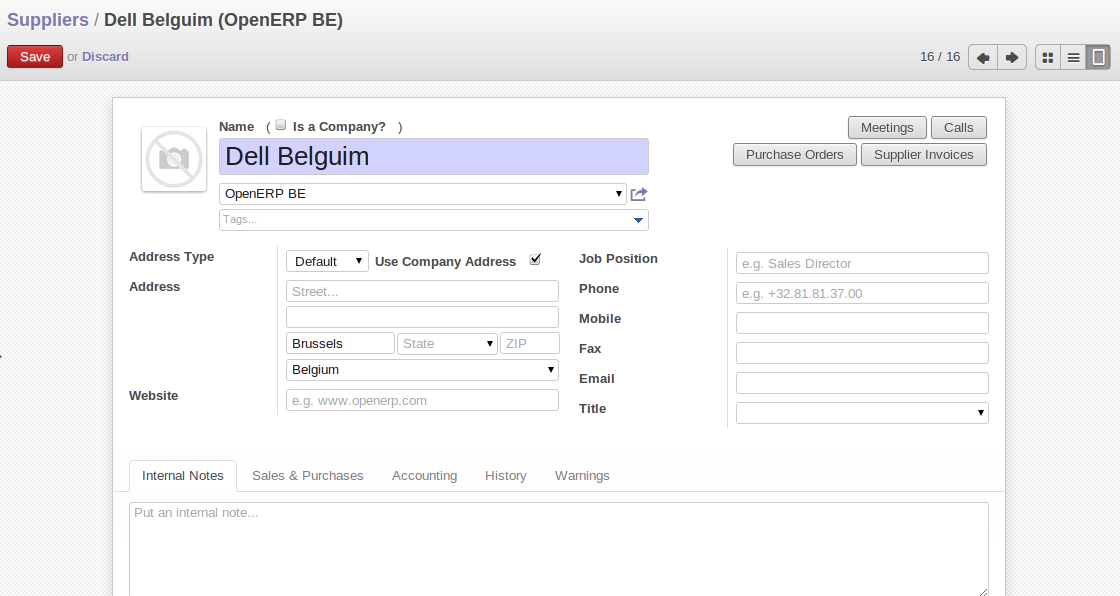 Suppliers / Dell Belguim (OpenERP BE)
Save or Discard
16 / 16
Name ( Is a Company? )
Meetings Calls
Dell Belguim
Purchase Orders Supplier Invoices
OpenERP BE
Tags...
Address Type
Default Use Company Address
Address
Street...
Brussels State ZIP
Belgium
Website
e.g. www.openerp.com
Job Position
e.g. Sales Director
Phone
e.g. +32.81.81.37.00
Mobile
Fax
Email
Title
Internal Notes Sales & Purchases Accounting History Warnings
Put an internal note...